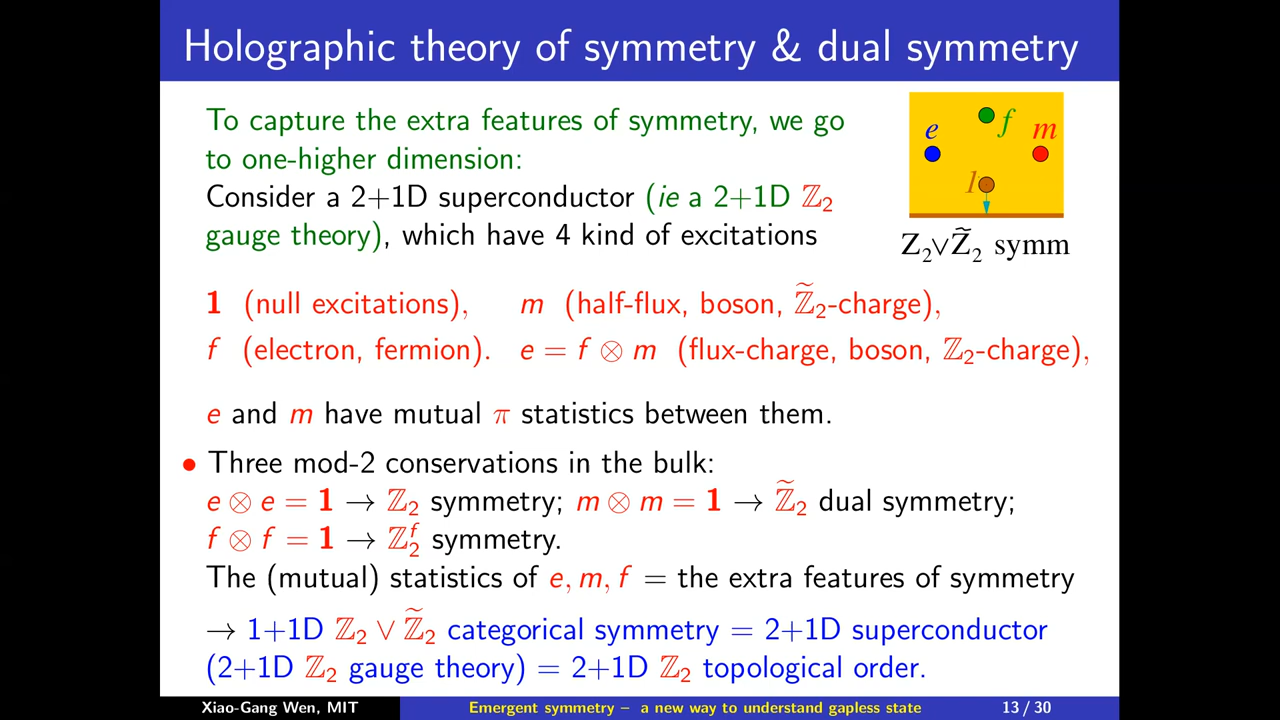 Holographic theory of symmetry & dual symmetry
To capture the extra features of symmetry, we go
to one-higher dimension:
Consider a 2+1D superconductor (ie a 2+1D ℤ₂
gauge theory), which have 4 kind of excitations
e f m
1
Z₂∨Z̃₂ symm
1 (null excitations), m (half-flux, boson, ℤ̃₂-charge),
f (electron, fermion). e = f ⊗ m (flux-charge, boson, ℤ₂-charge),
e and m have mutual π statistics between them.
• Three mod-2 conservations in the bulk:
e ⊗ e = 1 → ℤ₂ symmetry; m ⊗ m = 1 → ℤ̃₂ dual symmetry;
f ⊗ f = 1 → ℤ₂ᶠ symmetry.
The (mutual) statistics of e, m, f = the extra features of symmetry
→ 1+1D ℤ₂ ∨ ℤ̃₂ categorical symmetry = 2+1D superconductor
(2+1D ℤ₂ gauge theory) = 2+1D ℤ₂ topological order.
Xiao-Gang Wen, MIT Emergent symmetry – a new way to understand gapless state 13 / 30